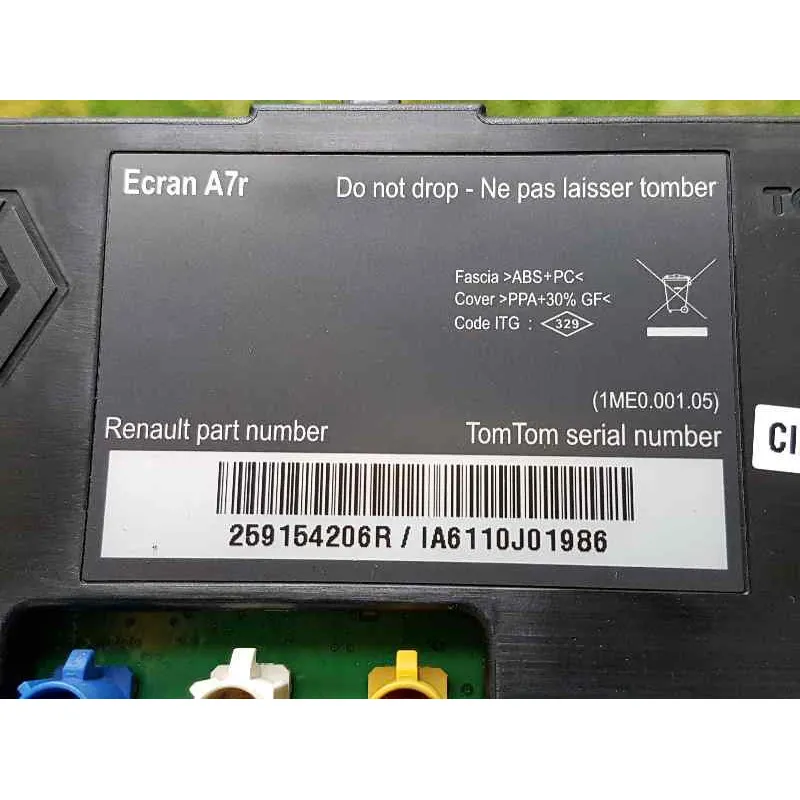 Ecran A7r
Do not drop - Ne pas laisser tomber
Fascia >ABS+PC<
Cover >PPA+30% GF<
Code ITG : 329
(1ME0.001.05)
Renault part number
TomTom serial number
259154206R / IA6110J01986